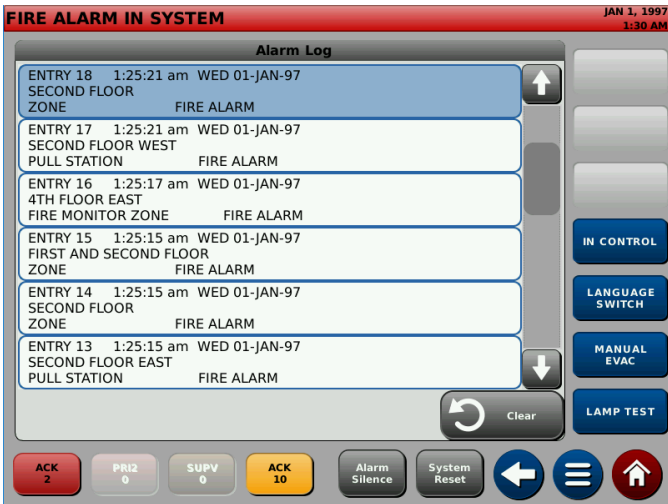 FIRE ALARM IN SYSTEM
JAN 1, 1997
1:30 AM
Alarm Log
ENTRY 18 1:25:21 am WED 01-JAN-97
SECOND FLOOR
ZONE FIRE ALARM
ENTRY 17 1:25:21 am WED 01-JAN-97
SECOND FLOOR WEST
PULL STATION FIRE ALARM
ENTRY 16 1:25:17 am WED 01-JAN-97
4TH FLOOR EAST
FIRE MONITOR ZONE FIRE ALARM
ENTRY 15 1:25:15 am WED 01-JAN-97
FIRST AND SECOND FLOOR
ZONE FIRE ALARM
ENTRY 14 1:25:15 am WED 01-JAN-97
SECOND FLOOR
ZONE FIRE ALARM
ENTRY 13 1:25:15 am WED 01-JAN-97
SECOND FLOOR EAST
PULL STATION FIRE ALARM
Clear
IN CONTROL
LANGUAGE
SWITCH
MANUAL
EVAC
LAMP TEST
ACK
2
PRI2
0
SUPV
0
ACK
10
Alarm
Silence
System
Reset